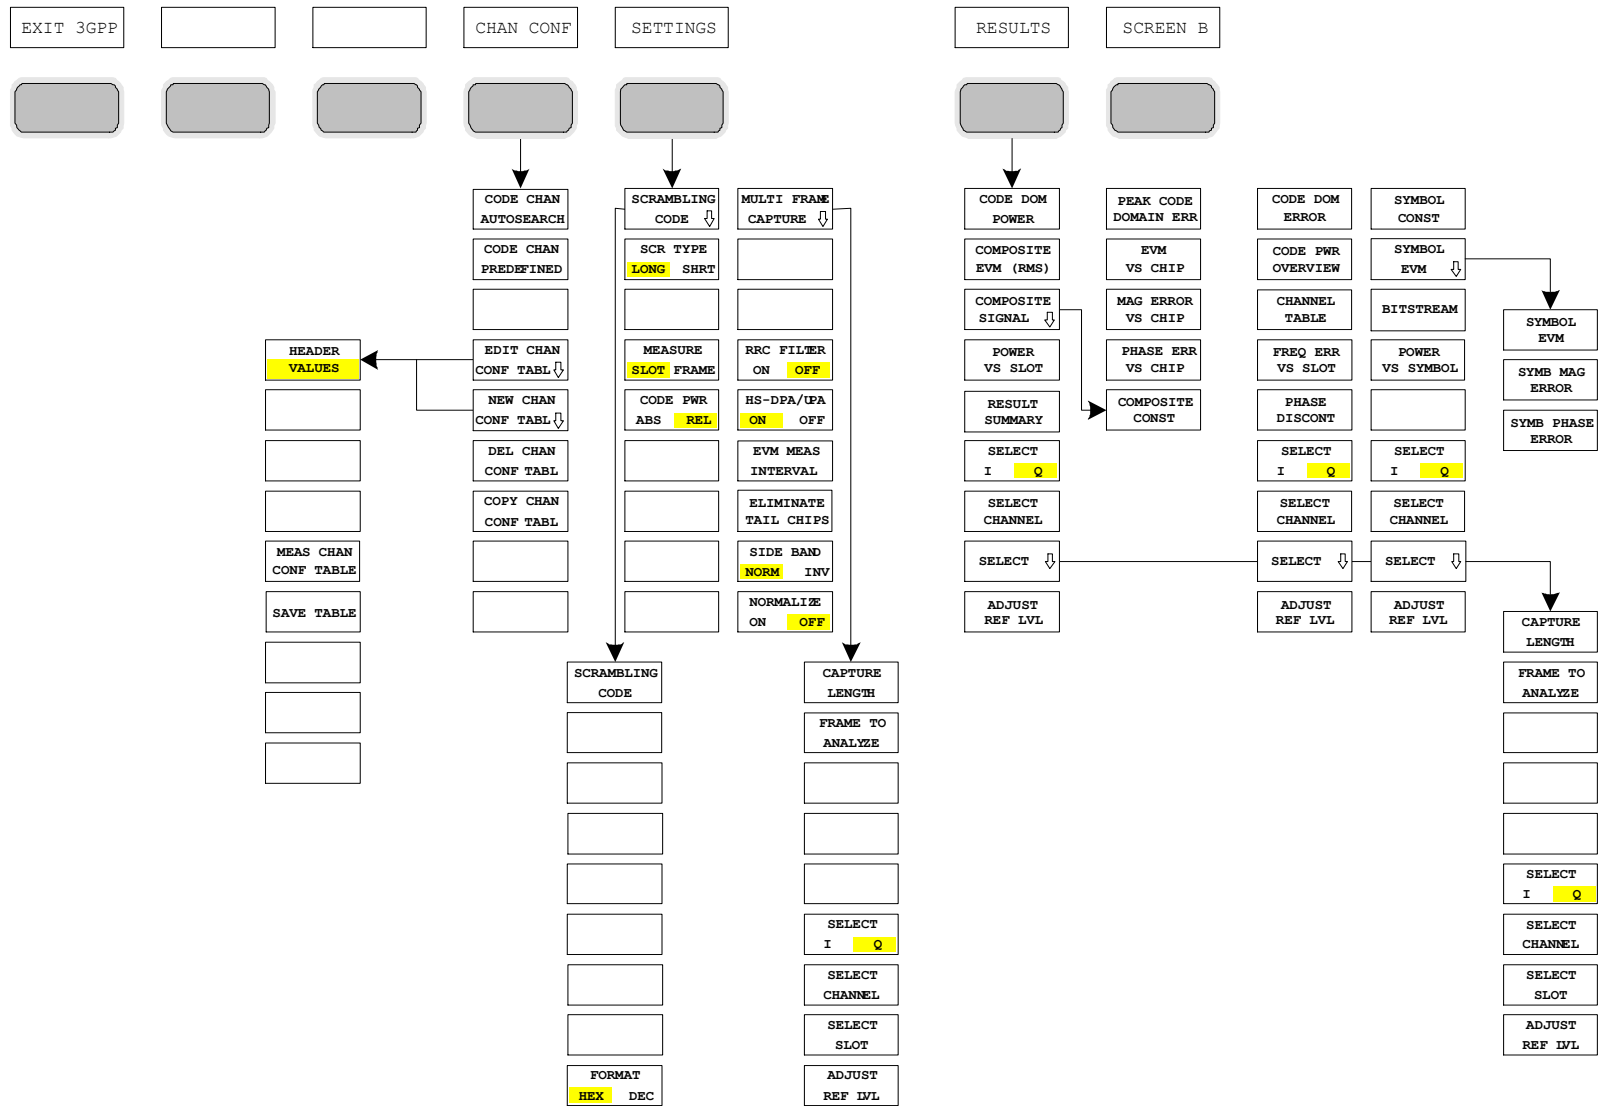 EXIT 3GPP
CHAN CONF
SETTINGS
RESULTS
SCREEN B
HEADER
VALUES
MEAS CHAN
CONF TABLE
SAVE TABLE
CODE CHAN
AUTOSEARCH
CODE CHAN
PREDEFINED
EDIT CHAN
CONF TABL
NEW CHAN
CONF TABL
DEL CHAN
CONF TABL
COPY CHAN
CONF TABL
SCRAMBLING
CODE
SCR TYPE
LONG SHRT
MEASURE
SLOT FRAME
CODE PWR
ABS REL
SCRAMBLING
CODE
FORMAT
HEX DEC
MULTI FRAME
CAPTURE
RRC FILTER
ON OFF
HS-DPA/UPA
ON OFF
EVM MEAS
INTERVAL
ELIMINATE
TAIL CHIPS
SIDE BAND
NORM INV
NORMALIZE
ON OFF
CAPTURE
LENGTH
FRAME TO
ANALYZE
SELECT
I Q
SELECT
CHANNEL
SELECT
SLOT
ADJUST
REF LVL
CODE DOM
POWER
COMPOSITE
EVM (RMS)
COMPOSITE
SIGNAL
POWER
VS SLOT
RESULT
SUMMARY
SELECT
I Q
SELECT
CHANNEL
SELECT
ADJUST
REF LVL
PEAK CODE
DOMAIN ERR
EVM
VS CHIP
MAG ERROR
VS CHIP
PHASE ERR
VS CHIP
COMPOSITE
CONST
CODE DOM
ERROR
CODE PWR
OVERVIEW
CHANNEL
TABLE
FREQ ERR
VS SLOT
PHASE
DISCONT
SELECT
I Q
SELECT
CHANNEL
SELECT
ADJUST
REF LVL
SYMBOL
CONST
SYMBOL
EVM
BITSTREAM
POWER
VS SYMBOL
SELECT
I Q
SELECT
CHANNEL
SELECT
ADJUST
REF LVL
SYMBOL
EVM
SYMB MAG
ERROR
SYMB PHASE
ERROR
CAPTURE
LENGTH
FRAME TO
ANALYZE
SELECT
I Q
SELECT
CHANNEL
SELECT
SLOT
ADJUST
REF LVL